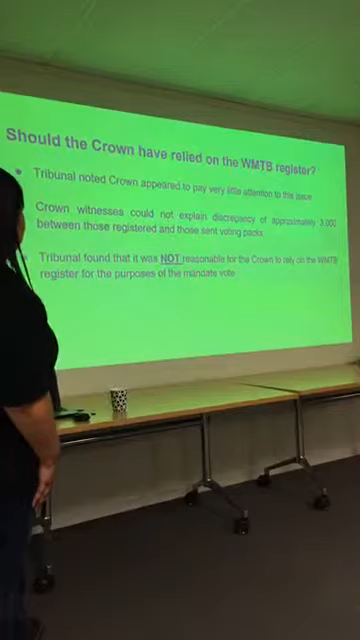 Should the Crown have relied on the WMTB register?
Tribunal noted Crown appeared to pay very little attention to this issue
Crown witnesses could not explain discrepancy of approximately 3,000
between those registered and those sent voting packs.
Tribunal found that it was NOT reasonable for the Crown to rely on the WMTB
register for the purposes of the mandate vote